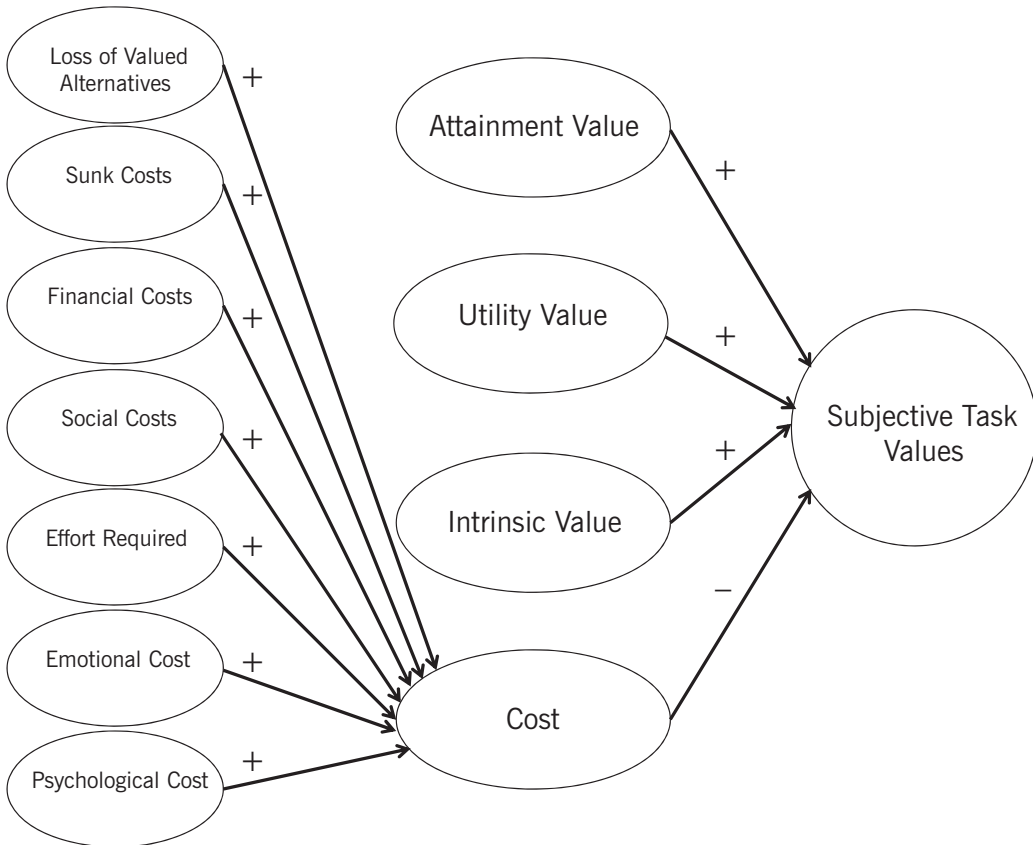 Loss of Valued
Alternatives
+
Sunk Costs
+
Financial Costs
+
Social Costs
+
Effort Required
+
Emotional Cost
+
Psychological Cost
+
Attainment Value
+
Utility Value
+
Intrinsic Value
+
Cost
–
Subjective Task
Values